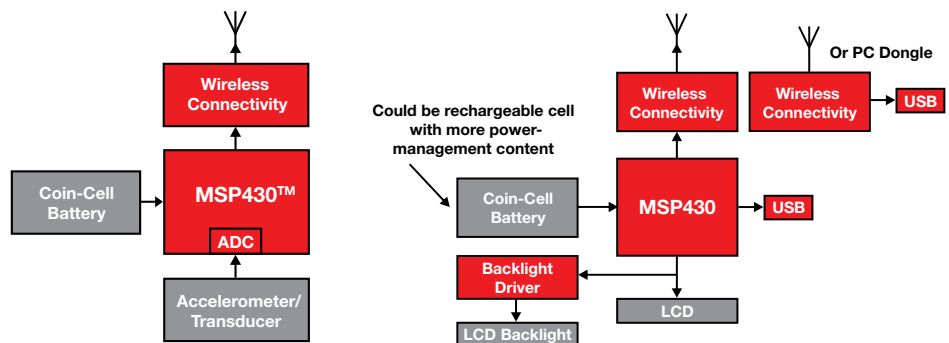 Wireless
Connectivity
Coin-Cell
Battery
MSP430™
ADC
Accelerometer/
Transducer
Could be rechargeable cell
with more power-
management content
Wireless
Connectivity
Or PC Dongle
Wireless
Connectivity
USB
Coin-Cell
Battery
MSP430
USB
Backlight
Driver
LCD
LCD Backlight